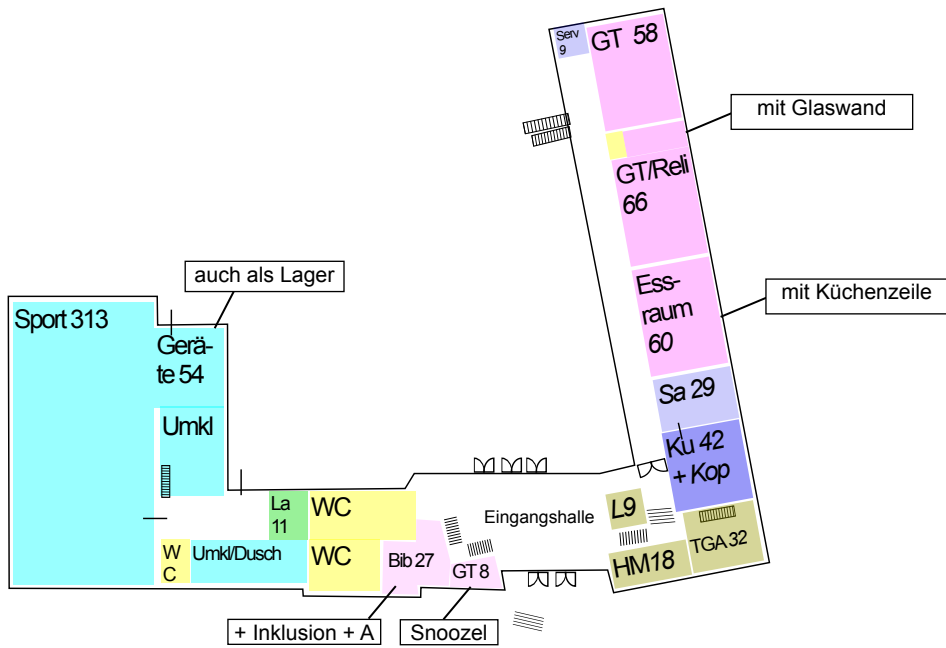 Serv
9
GT 58
mit Glaswand
GT/Reli
66
auch als Lager
Ess-
raum
60
mit Küchenzeile
Sport 313
Gerä-
te 54
Sa 29
Umkl
Ku 42
+ Kop
La
11
WC
Eingangshalle
L9
W
C
Umkl/Dusch
WC
Bib 27
GT 8
HM18
TGA 32
+ Inklusion + A
Snoozel